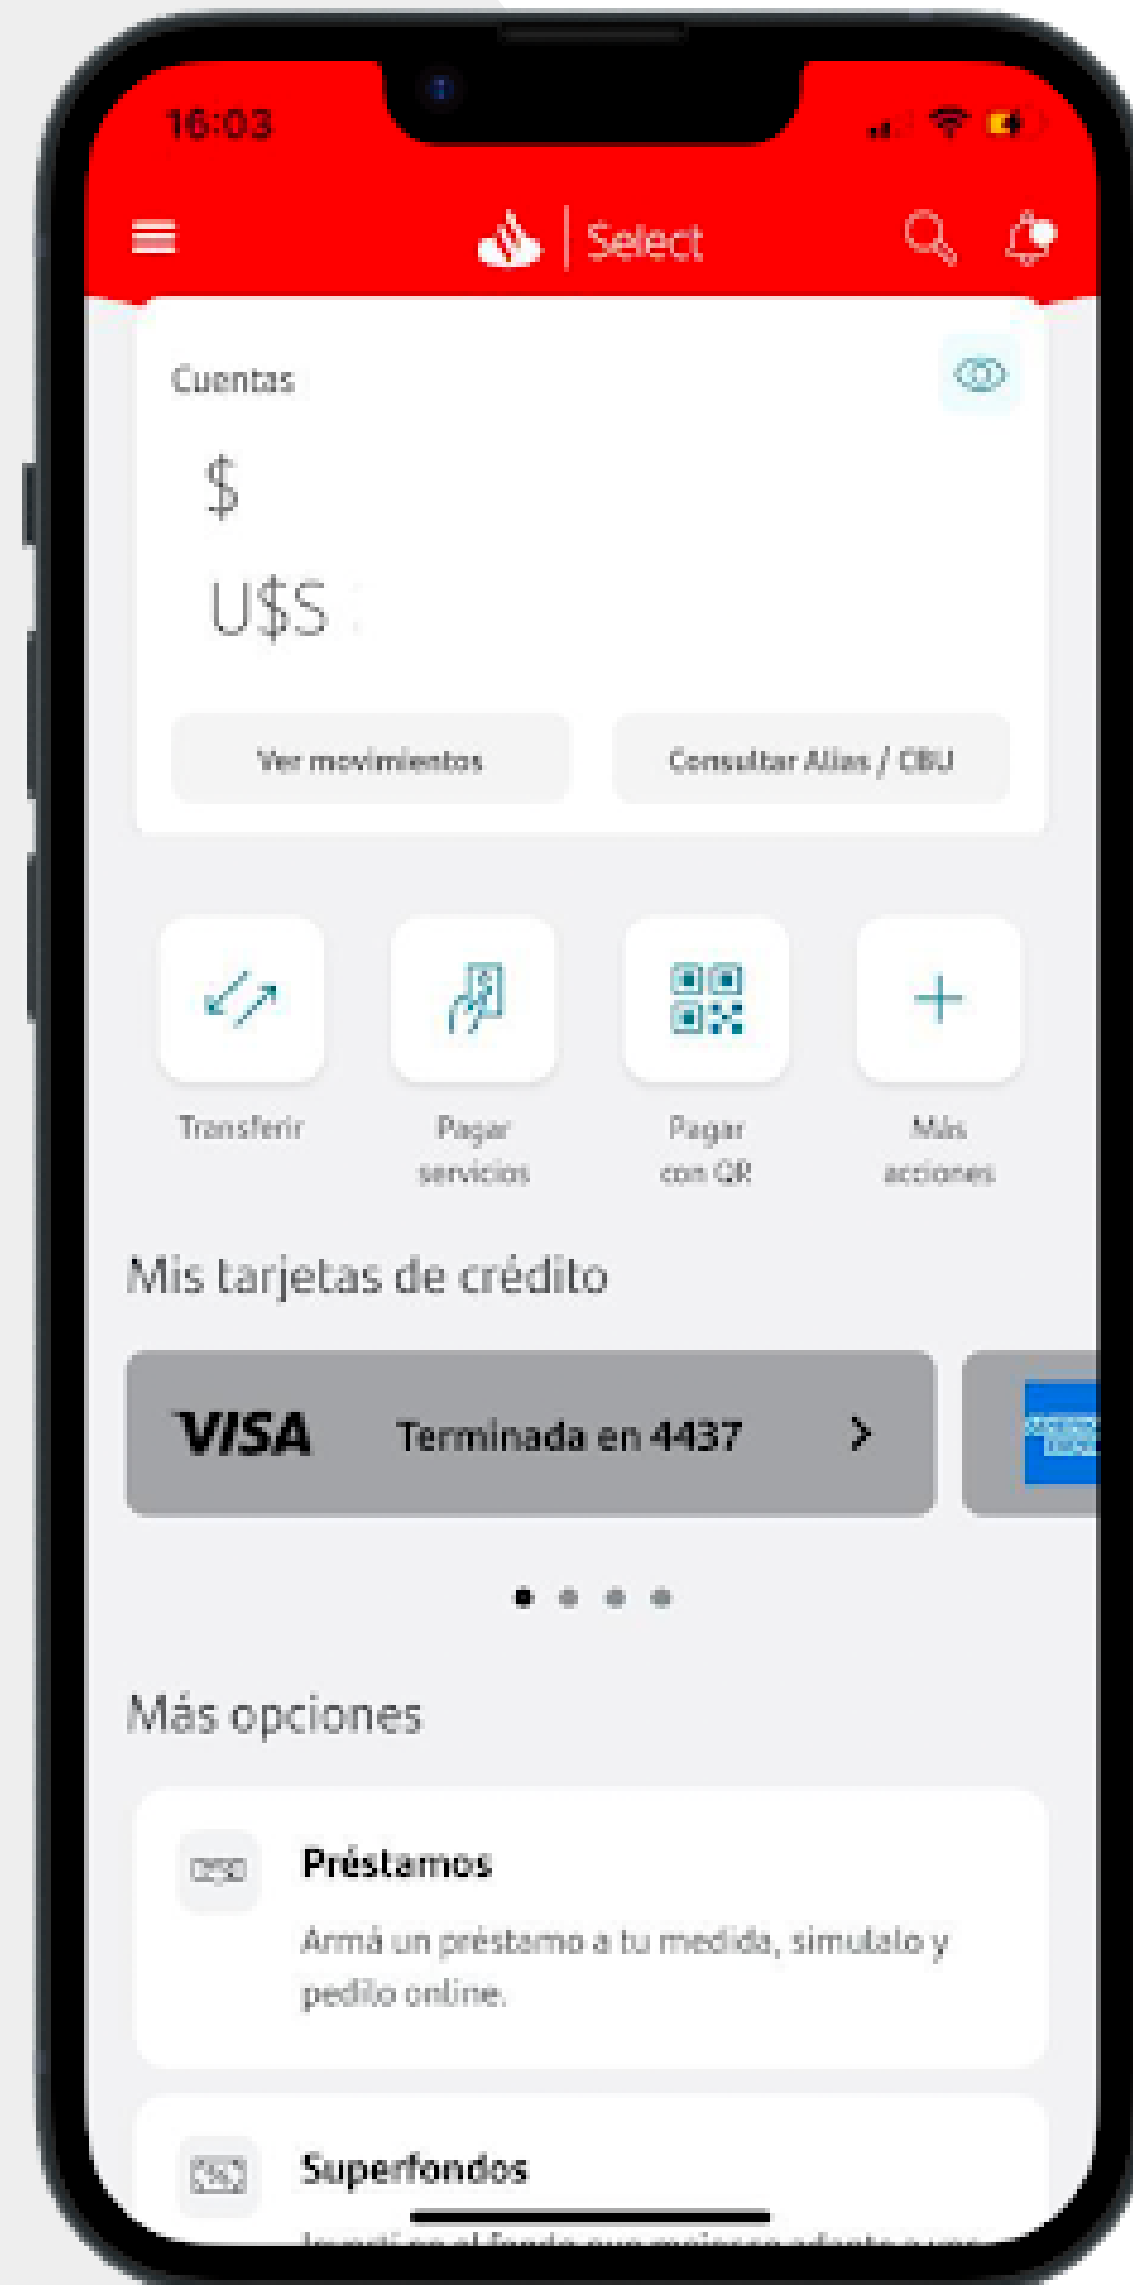 16:03
Select
Cuentas
$
U$S
Ver movimientos
Consultar Alias / CBU
Transferir
Pagar
servicios
Pagar
con QR
Más
acciones
Mis tarjetas de crédito
VISA
Terminada en 4437
Más opciones
Préstamos
Armá un préstamo a tu medida, simulalo y
pedilo online.
Superfondos